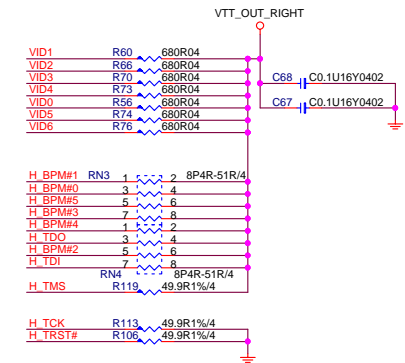 VTT_OUT_RIGHT
VID1 R60 680R04
VID2 R66 680R04
VID3 R70 680R04
VID4 R73 680R04
VID0 R56 680R04
VID5 R74 680R04
VID6 R76 680R04
C68 C0.1U16Y0402
C67 C0.1U16Y0402
H_BPM#1 RN3 1 2 8P4R-51R/4
H_BPM#0 3 4
H_BPM#5 5 6
H_BPM#3 7 8
H_BPM#4 1 2
H_TDO 3 4
H_BPM#2 5 6
H_TDI 7 8
RN4 8P4R-51R/4
H_TMS R119 49.9R1%/4
H_TCK R113 49.9R1%/4
H_TRST# R106 49.9R1%/4